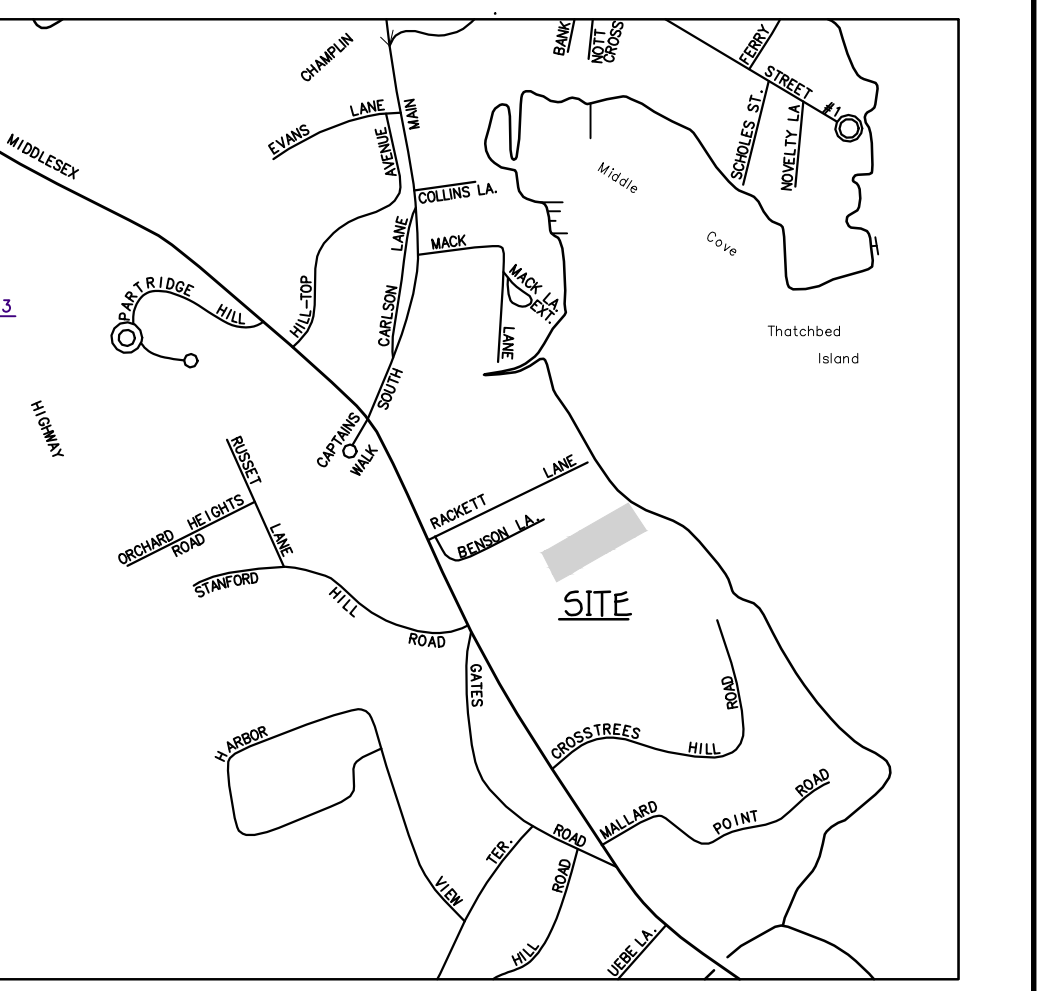 CHAMPLIN
BANK
NOTT
CROSS
FERRY
STREET
#1
SCHOLES ST.
NOVELTY LA
MAIN
EVANS LANE
AVENUE
MIDDLESEX
Middle
Cove
COLLINS LA.
LANE
MACK
MACK LA.
EXT.
LANE
PARTRIDGE
HILL
HILL-TOP
CARLSON
3
Thatchbed
Island
SOUTH
HIGHWAY
CAPTAINS
WALK
RUSSET
LANE
ORCHARD HEIGHTS
ROAD
RACKETT LANE
BENSON LA.
STANFORD
HILL
ROAD
SITE
GATES
ROAD
CROSSTREES
HILL
ROAD
HARBOR
VIEW
TER.
MALLARD
POINT
ROAD
ROAD
HILL
UEBE LA.